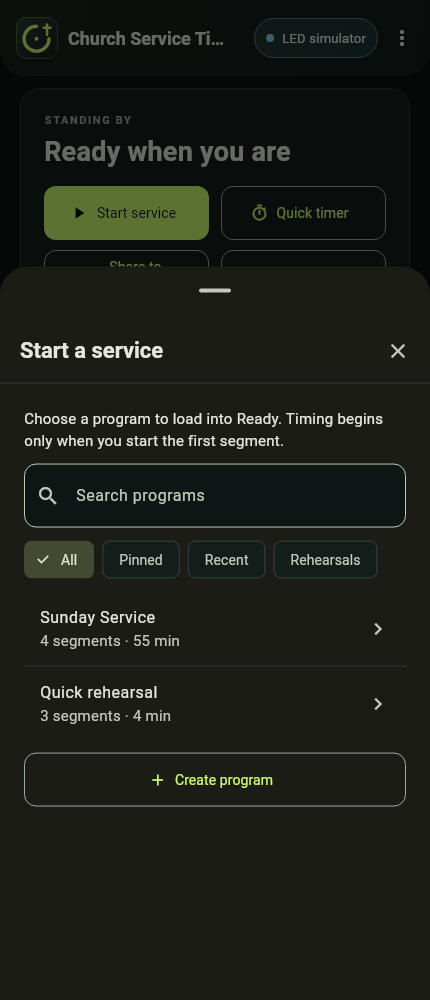 Church Service Ti...
LED simulator
STANDING BY
Ready when you are
Start service
Quick timer
Share to
Start a service
Choose a program to load into Ready. Timing begins
only when you start the first segment.
Search programs
All
Pinned
Recent
Rehearsals
Sunday Service
4 segments · 55 min
Quick rehearsal
3 segments · 4 min
Create program